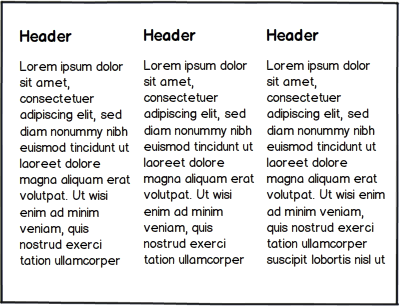 Header
Lorem ipsum dolor
sit amet,
consectetuer
adipiscing elit, sed
diam nonummy nibh
euismod tincidunt ut
laoreet dolore
magna aliquam erat
volutpat. Ut wisi
enim ad minim
veniam, quis
nostrud exerci
tation ullamcorper
Header
Lorem ipsum dolor
sit amet,
consectetuer
adipiscing elit, sed
diam nonummy nibh
euismod tincidunt ut
laoreet dolore
magna aliquam erat
volutpat. Ut wisi
enim ad minim
veniam, quis
nostrud exerci
tation ullamcorper
Header
Lorem ipsum dolor
sit amet,
consectetuer
adipiscing elit, sed
diam nonummy nibh
euismod tincidunt ut
laoreet dolore
magna aliquam erat
volutpat. Ut wisi enim
ad minim veniam,
quis nostrud exerci
tation ullamcorper
suscipit lobortis nisl ut